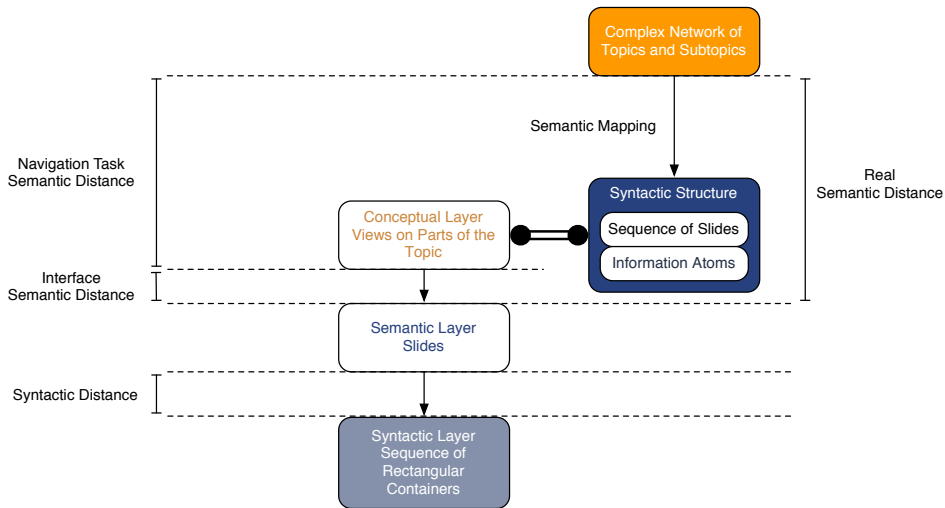 Complex Network of
Topics and Subtopics
Semantic Mapping
Navigation Task
Semantic Distance
Real
Semantic Distance
Syntactic Structure
Sequence of Slides
Information Atoms
Conceptual Layer
Views on Parts of the
Topic
Interface
Semantic Distance
Semantic Layer
Slides
Syntactic Distance
Syntactic Layer
Sequence of
Rectangular
Containers